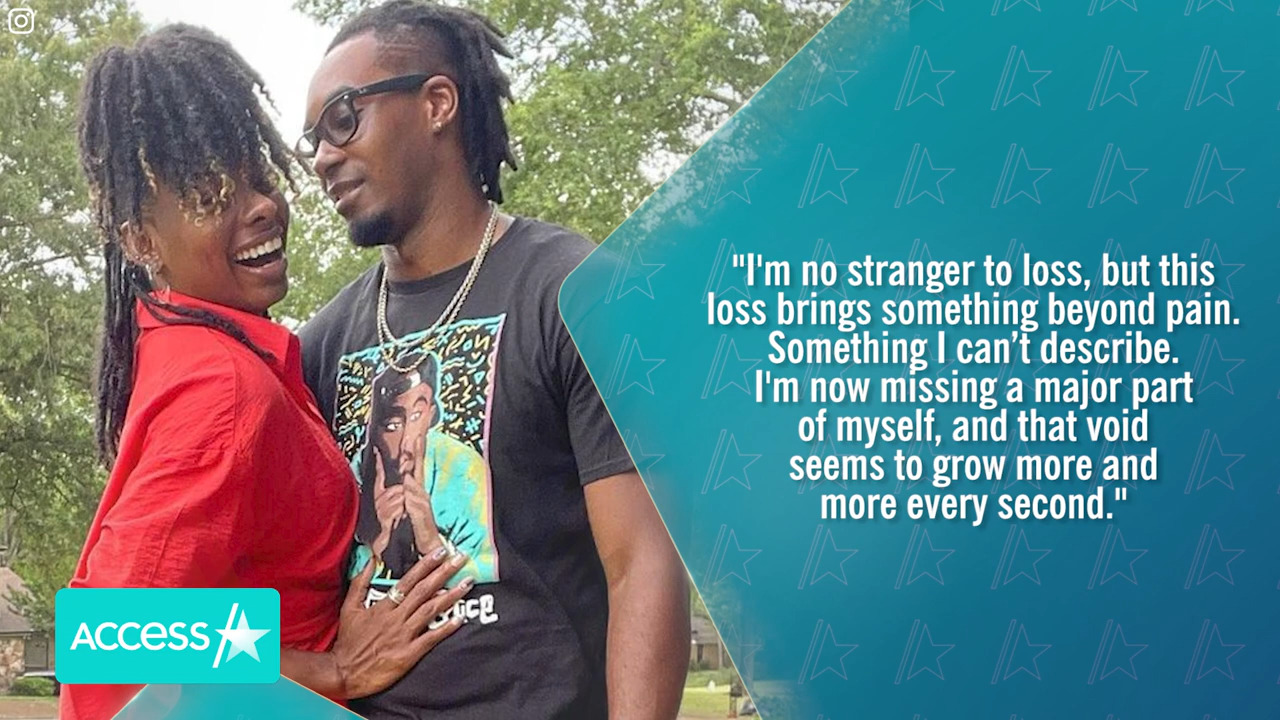 "I'm no stranger to loss, but this
loss brings something beyond pain.
Something I can’t describe.
I'm now missing a major part
of myself, and that void
seems to grow more and
more every second."
ACCESS